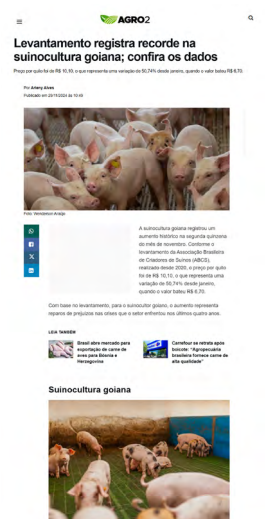 AGRO2
Levantamento registra recorde na
suinocultura goiana; confira os dados
Preço por quilo foi de R$ 10,10, o que representa uma variação de 50,74% desde janeiro, quando o valor bateu R$ 6,70.
Por Arieny Alves
Publicado em 20/11/2024 às 10:49
Foto: Wenderson Araujo
A suinocultura goiana registrou um
aumento histórico na segunda quinzena
do mês de novembro. Conforme o
levantamento da Associação Brasileira
de Criadores de Suínos (ABCS),
realizado desde 2020, o preço por quilo
foi de R$ 10,10, o que representa uma
variação de 50,74% desde janeiro,
quando o valor bateu R$ 6,70.
Com base no levantamento, para o suinocultor goiano, o aumento representa
reparos de prejuízos nas crises que o setor enfrentou nos últimos quatro anos.
LEIA TAMBÉM
Brasil abre mercado para
exportação de carne de
aves para Bósnia e
Herzegovina
Carrefour se retrata após
boicote: “Agropecuária
brasileira fornece carne de
alta qualidade”
Suinocultura goiana